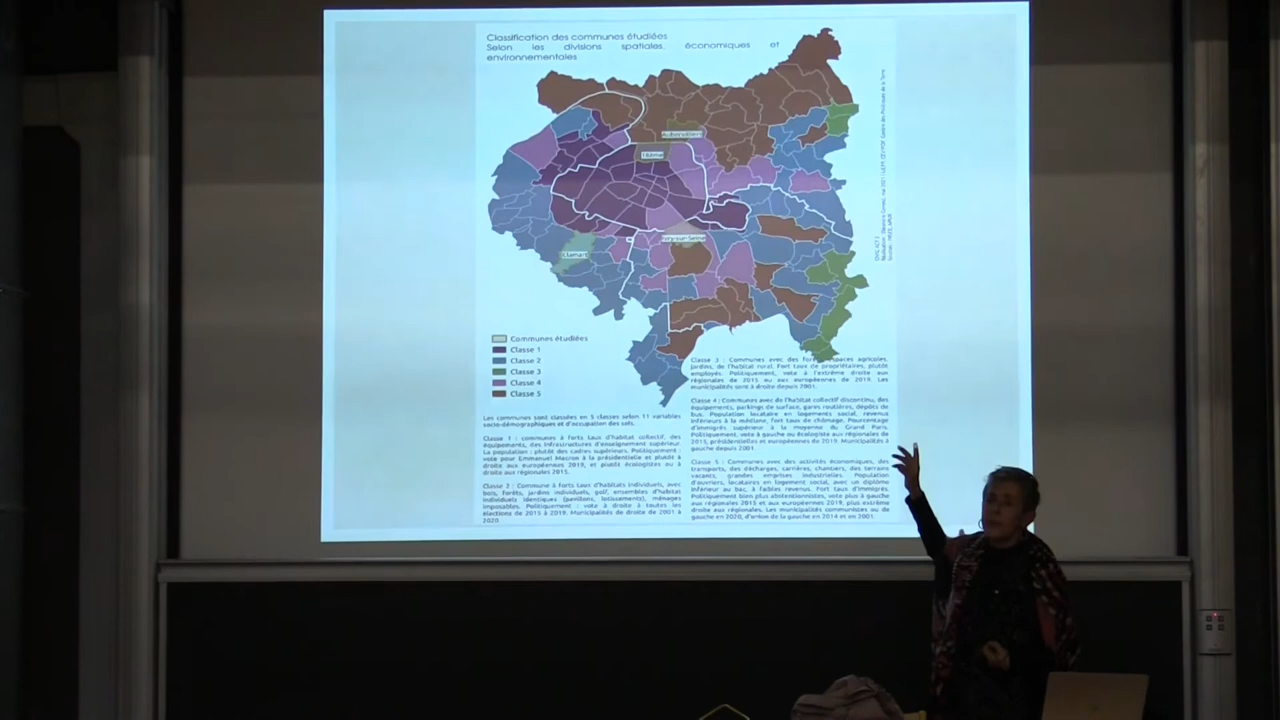 Classification des communes étudiées
Selon les divisions spatiales, économiques et
environnementales
Aubervilliers
18ème
Ivry-sur-Seine
Clamart
Communes étudiées
Classe 1
Classe 2
Classe 3
Classe 4
Classe 5
Les communes sont classées en 5 classes selon 11 variables
socio-démographiques et d'occupation des sols.
Classe 1 : communes à forts taux d'habitat collectif, des
équipements, des infrastructures d'enseignement supérieur.
La population : plutôt des cadres supérieurs. Politiquement :
vote pour Emmanuel Macron à la présidentielle et plutôt à
droite aux européennes 2019, et plutôt écologistes ou à
droite aux régionales 2015.
Classe 2 : Commune à forts taux d'habitats individuels, avec
bois, forêts, jardins individuels, golf, ensembles d'habitat
individuels identiques (pavillons, lotissements), ménages
imposables. Politiquement : vote à droite à toutes les
élections de 2015 à 2019. Municipalités de droite de 2001 à
2020.
Classe 3 : Communes avec des espaces agricoles,
jardins, de l'habitat rural. Fort taux de propriétaires, plutôt
employés. Politiquement, vote à l'extrême droite aux
régionales de 2015 ou aux européennes de 2019. Les
municipalités sont à droite depuis 2001.
Classe 4 : Communes avec de l'habitat collectif discontinu, des
équipements, parkings de surface, gares routières, dépôts de
bus. Population locataire en logements social, revenus
inférieurs à la médiane, fort taux de chômage. Pourcentage
d'immigrés supérieur à la moyenne du Grand Paris.
Politiquement, vote à gauche ou écologiste aux régionales de
2015, présidentielles et européennes de 2019. Municipalités à
gauche depuis 2001.
Classe 5 : Communes avec des activités économiques, des
transports, des décharges, carrières, chantiers, des terrains
vacants, grandes emprises industrielles. Population
d'ouvriers, locataires en logement social, avec un diplôme
inférieur au bac, à faibles revenus. Fort taux d'immigrés.
Politiquement bien plus abstentionnistes, vote plus à gauche
aux régionales 2015 et aux européennes 2019, plus extrême
droite aux régionales. Les municipalités communistes ou de
gauche en 2020, d'union de la gauche en 2014 et en 2001.